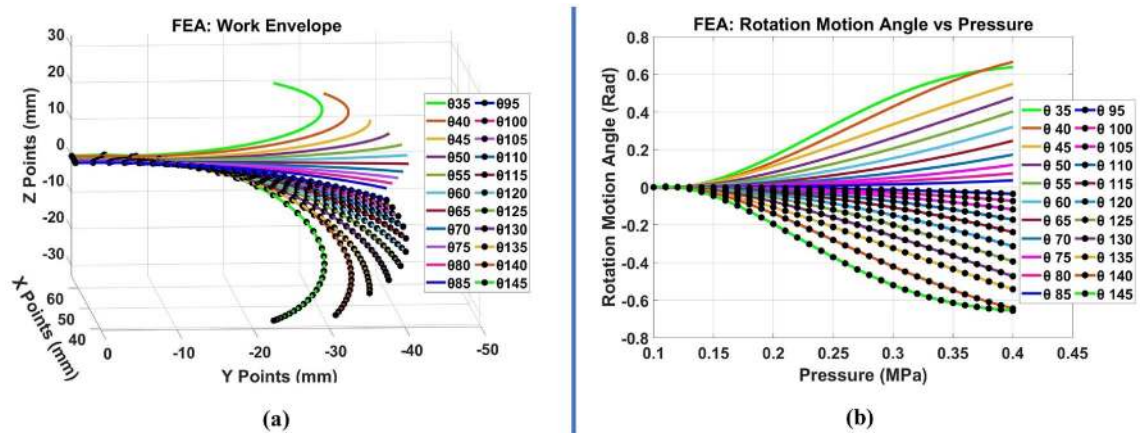 FEA: Work Envelope
30
20
10
0
-10
-20
-30
Z Points (mm)
60
50
40
X Points (mm)
0
-10
-20
-30
-40
-50
Y Points (mm)
θ35 θ95
θ40 θ100
θ45 θ105
θ50 θ110
θ55 θ115
θ60 θ120
θ65 θ125
θ70 θ130
θ75 θ135
θ80 θ140
θ85 θ145
(a)
FEA: Rotation Motion Angle vs Pressure
0.8
0.6
0.4
0.2
0
-0.2
-0.4
-0.6
-0.8
Rotation Motion Angle (Rad)
0.1
0.15
0.2
0.25
0.3
0.35
0.4
0.45
Pressure (MPa)
θ 35 θ 95
θ 40 θ 100
θ 45 θ 105
θ 50 θ 110
θ 55 θ 115
θ 60 θ 120
θ 65 θ 125
θ 70 θ 130
θ 75 θ 135
θ 80 θ 140
θ 85 θ 145
(b)